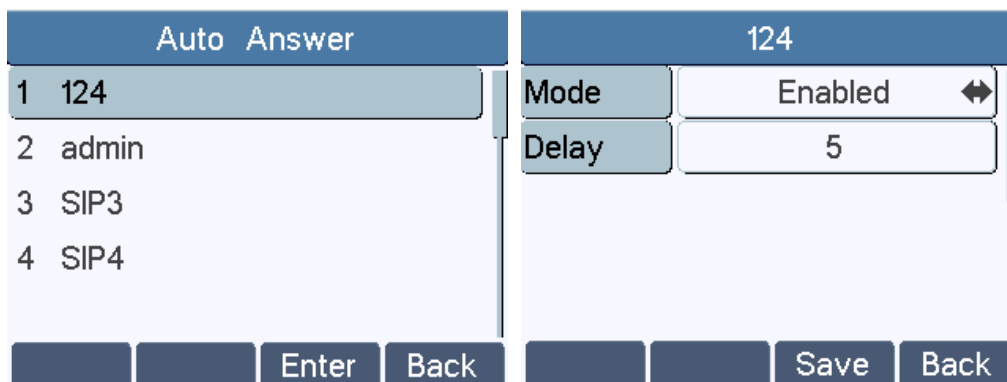 Auto Answer
1 124
2 admin
3 SIP3
4 SIP4
Enter Back
124
Mode Enabled
Delay 5
Save Back